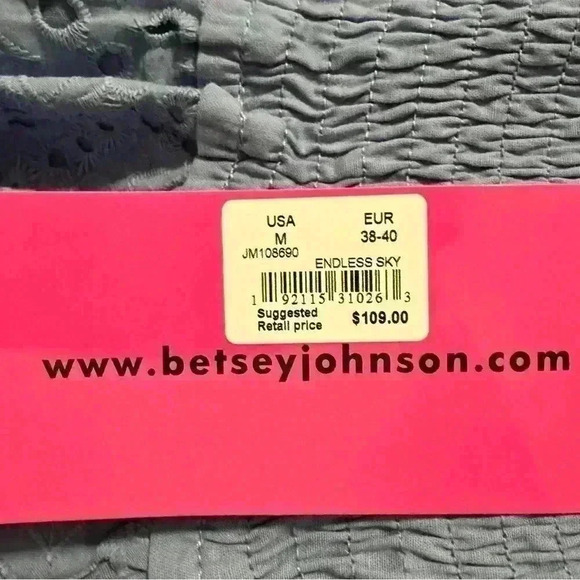 USA EUR
M 38-40
JM108690
ENDLESS SKY
1 92115 31026 3
Suggested
Retail price $109.00
www.betseyjohnson.com